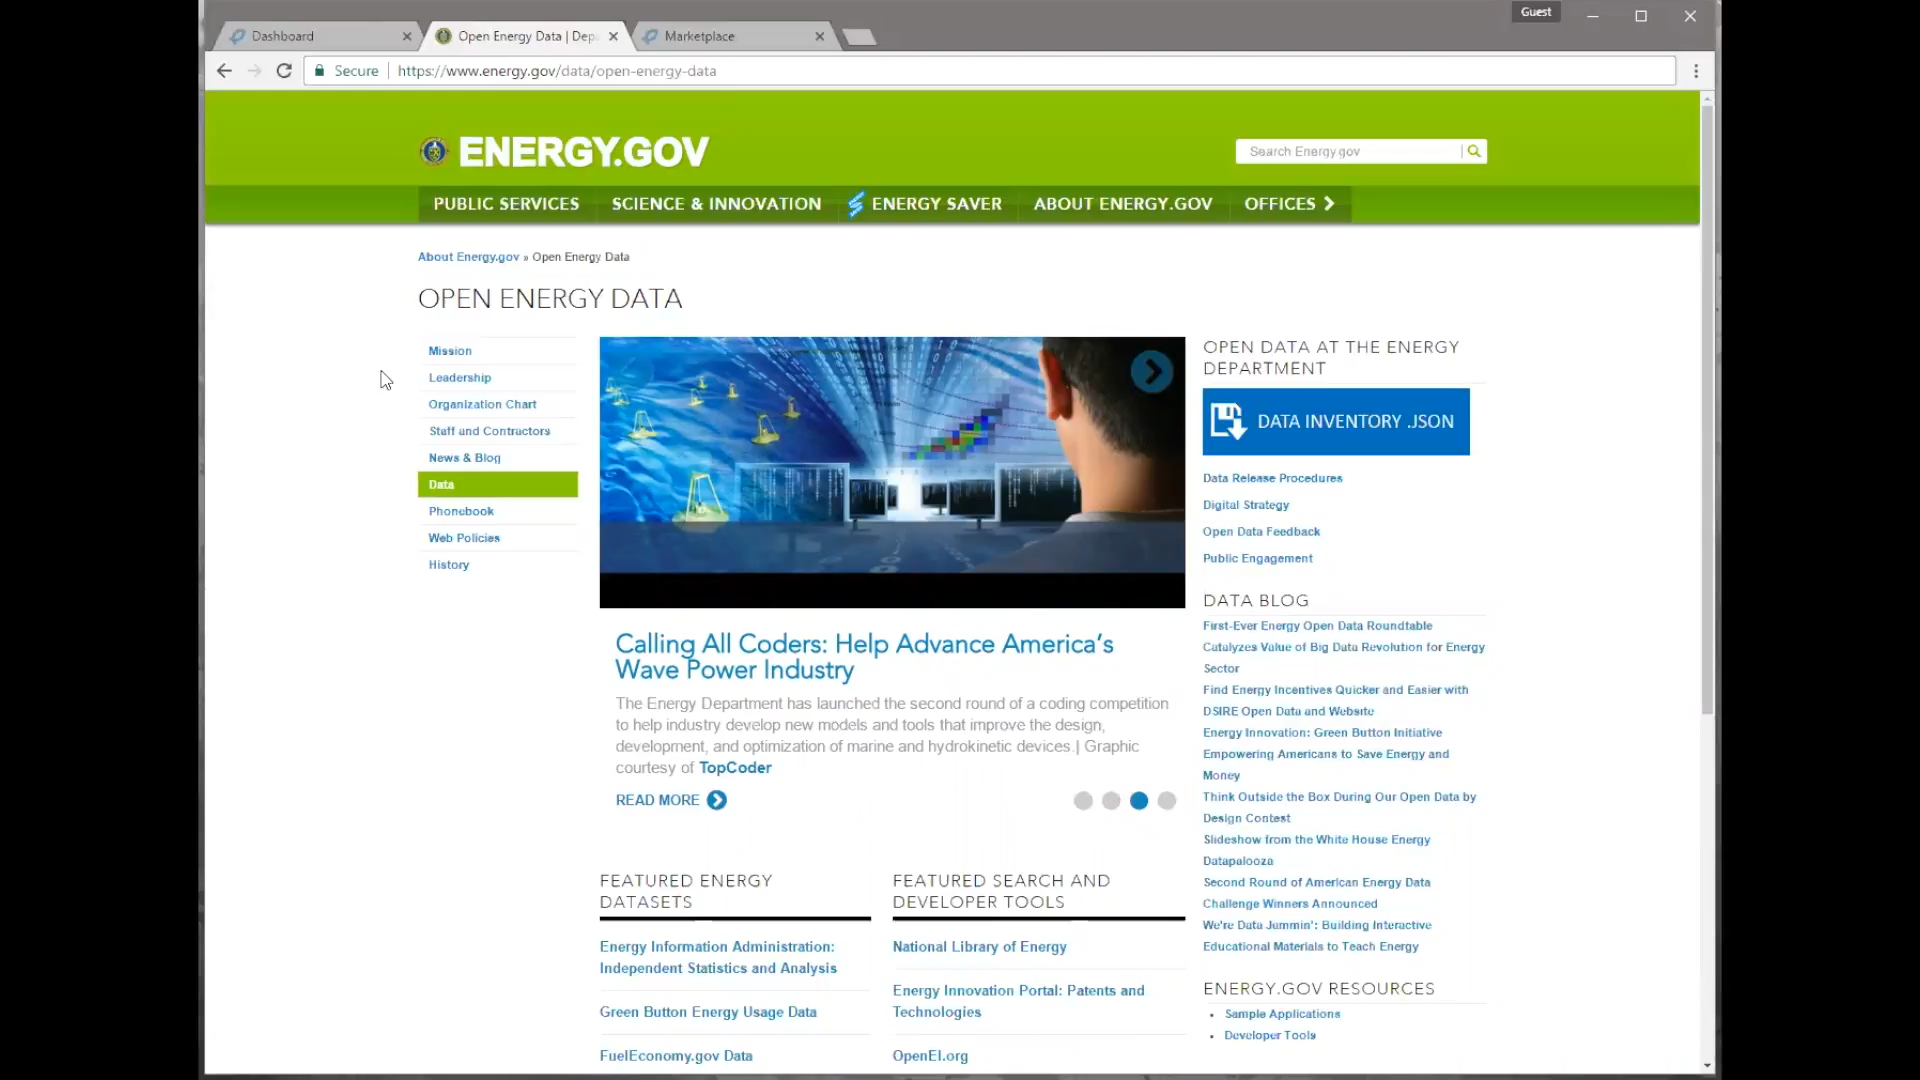 Guest
Dashboard
Open Energy Data | Dep
Marketplace
Secure
https://www.energy.gov/data/open-energy-data
ENERGY.GOV
Search Energy.gov
PUBLIC SERVICES
SCIENCE & INNOVATION
ENERGY SAVER
ABOUT ENERGY.GOV
OFFICES
About Energy.gov » Open Energy Data
OPEN ENERGY DATA
Mission
Leadership
Organization Chart
Staff and Contractors
News & Blog
Data
Phonebook
Web Policies
History
Calling All Coders: Help Advance America's
Wave Power Industry
The Energy Department has launched the second round of a coding competition
to help industry develop new models and tools that improve the design,
development, and optimization of marine and hydrokinetic devices.| Graphic
courtesy of TopCoder
READ MORE
FEATURED ENERGY
DATASETS
Energy Information Administration:
Independent Statistics and Analysis
Green Button Energy Usage Data
FuelEconomy.gov Data
FEATURED SEARCH AND
DEVELOPER TOOLS
National Library of Energy
Energy Innovation Portal: Patents and
Technologies
OpenEI.org
OPEN DATA AT THE ENERGY
DEPARTMENT
DATA INVENTORY .JSON
Data Release Procedures
Digital Strategy
Open Data Feedback
Public Engagement
DATA BLOG
First-Ever Energy Open Data Roundtable
Catalyzes Value of Big Data Revolution for Energy
Sector
Find Energy Incentives Quicker and Easier with
DSIRE Open Data and Website
Energy Innovation: Green Button Initiative
Empowering Americans to Save Energy and
Money
Think Outside the Box During Our Open Data by
Design Contest
Slideshow from the White House Energy
Datapalooza
Second Round of American Energy Data
Challenge Winners Announced
We're Data Jammin': Building Interactive
Educational Materials to Teach Energy
ENERGY.GOV RESOURCES
• Sample Applications
• Developer Tools